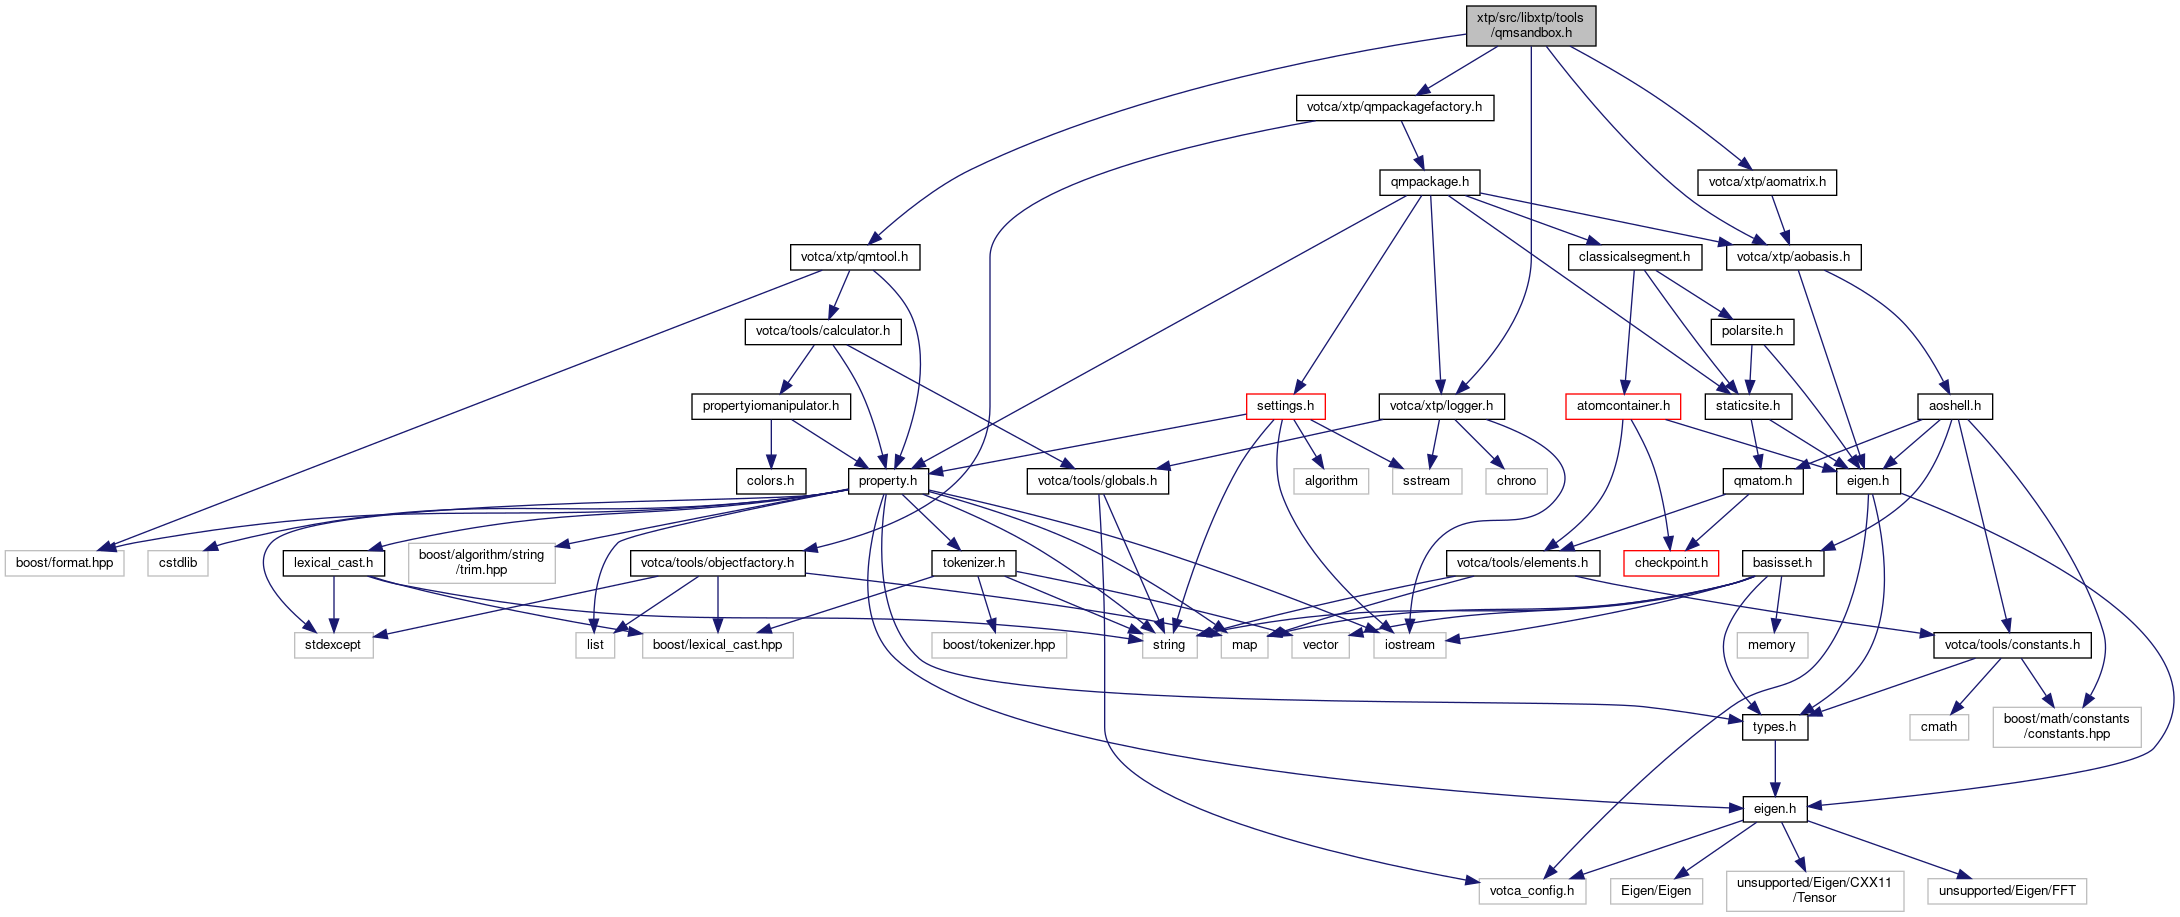 xtp/src/libxtp/tools
/qmsandbox.h
votca/xtp/qmpackagefactory.h
qmpackage.h
votca/xtp/aomatrix.h
votca/xtp/qmtool.h
classicalsegment.h
votca/xtp/aobasis.h
votca/tools/calculator.h
polarsite.h
propertyiomanipulator.h
settings.h
votca/xtp/logger.h
atomcontainer.h
staticsite.h
aoshell.h
colors.h
property.h
votca/tools/globals.h
algorithm
sstream
chrono
qmatom.h
eigen.h
boost/format.hpp
cstdlib
lexical_cast.h
boost/algorithm/string
/trim.hpp
votca/tools/objectfactory.h
tokenizer.h
votca/tools/elements.h
checkpoint.h
basisset.h
stdexcept
list
boost/lexical_cast.hpp
boost/tokenizer.hpp
string
map
vector
iostream
memory
votca/tools/constants.h
types.h
cmath
boost/math/constants
/constants.hpp
eigen.h
votca_config.h
Eigen/Eigen
unsupported/Eigen/CXX11
/Tensor
unsupported/Eigen/FFT